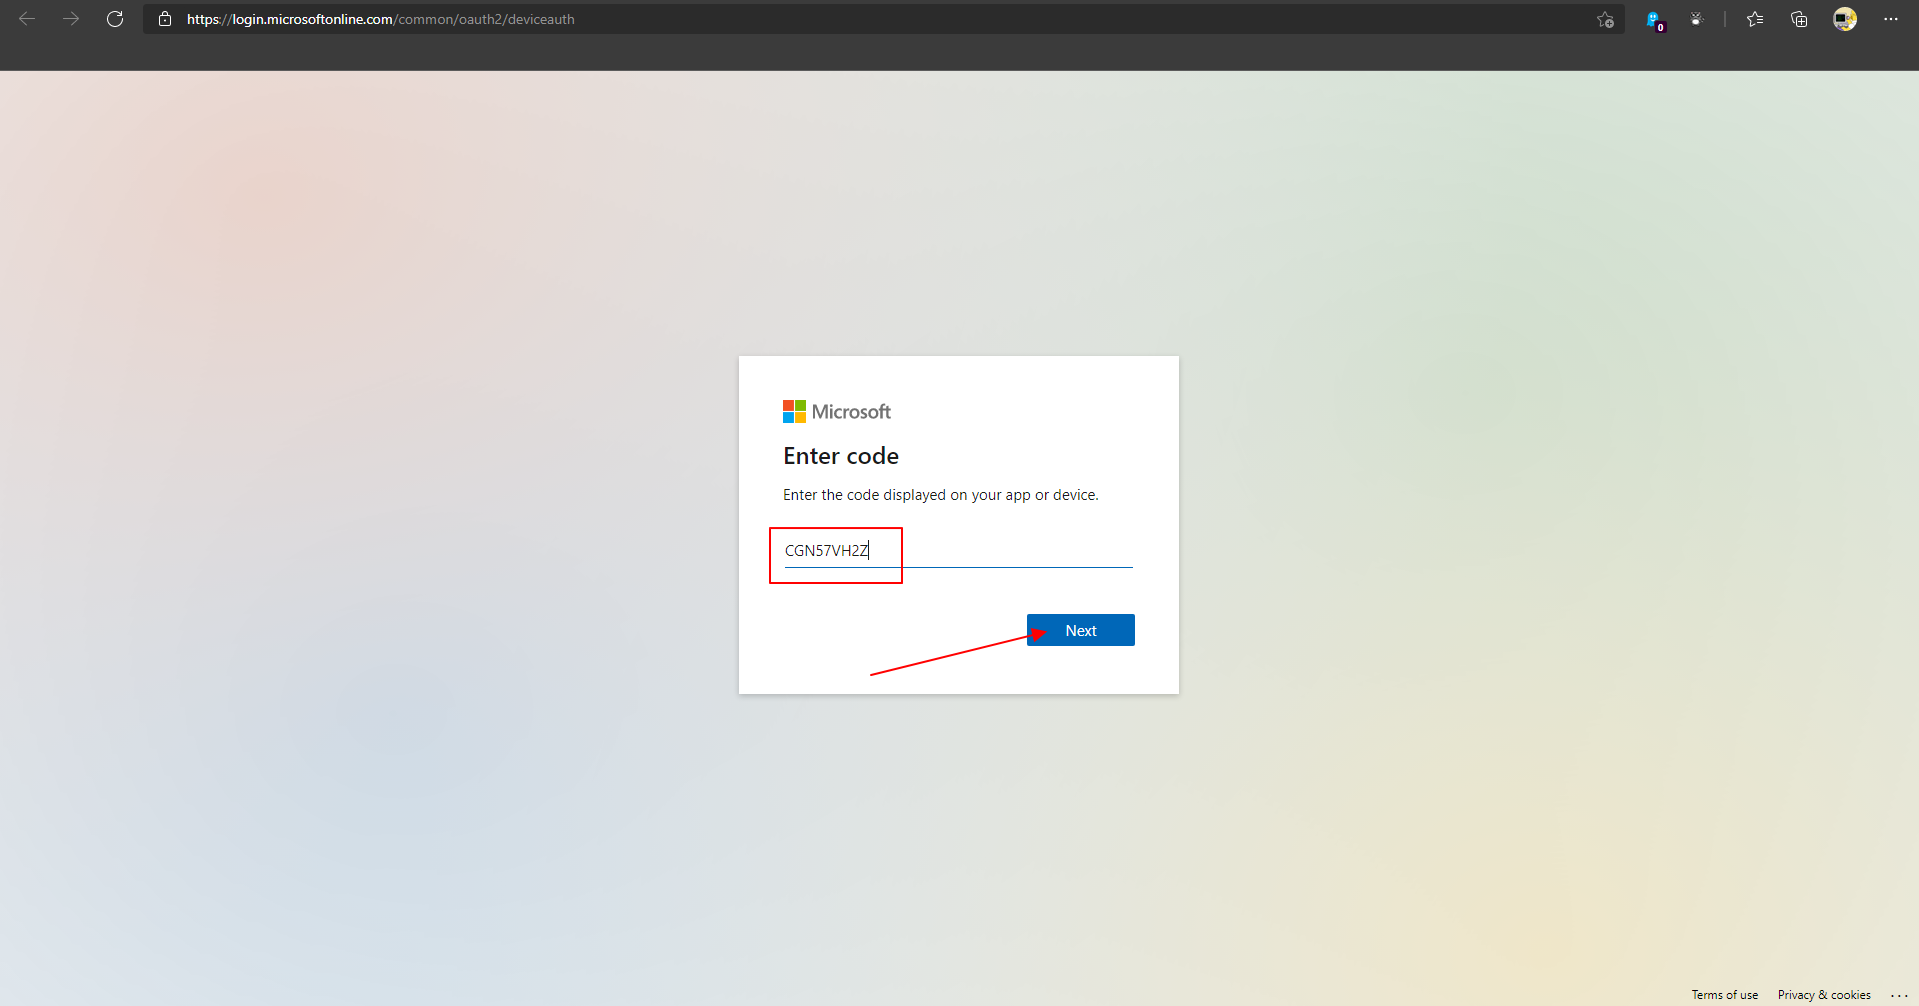 https://login.microsoftonline.com/common/oauth2/deviceauth
0
Microsoft
Enter code
Enter the code displayed on your app or device.
CGN57VH2Z
Next
Terms of use Privacy & cookies ...